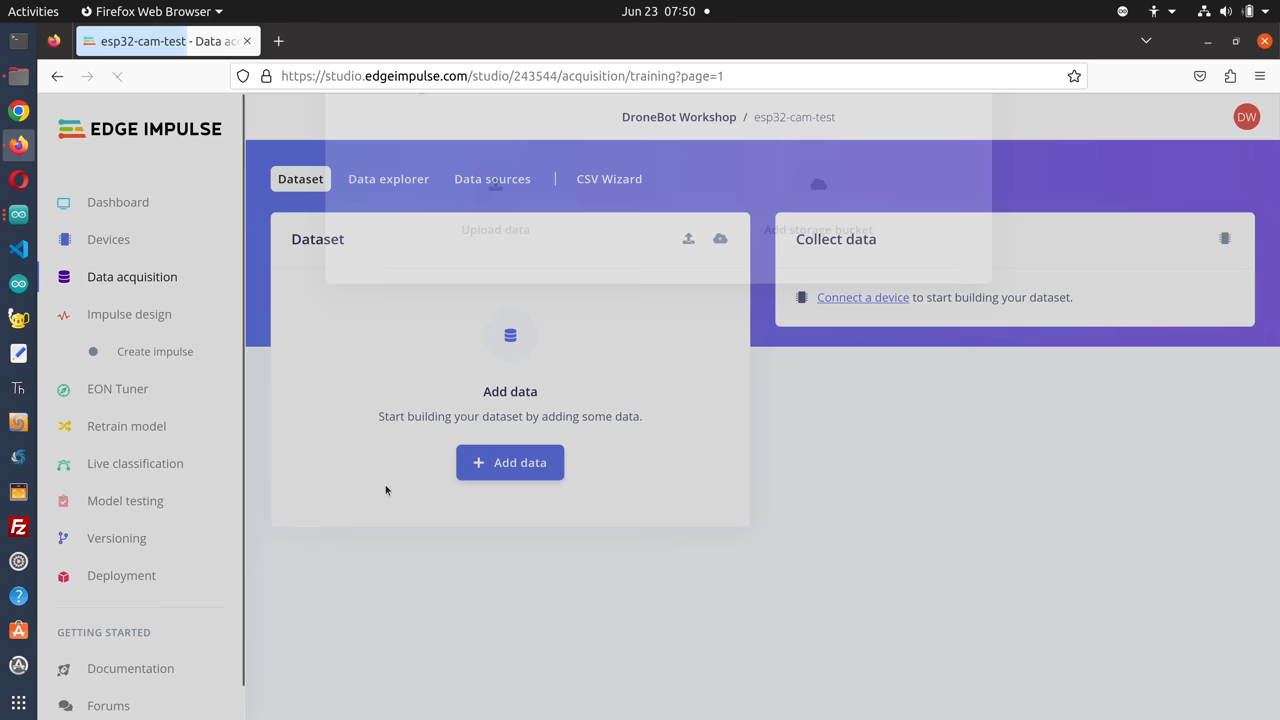 Activities
Firefox Web Browser
Jun 23 07:50
esp32-cam-test - Data ac
https://studio.edgeimpulse.com/studio/243544/acquisition/training?page=1
EDGE IMPULSE
DroneBot Workshop / esp32-cam-test
DW
Dashboard
Devices
Data acquisition
Impulse design
Create impulse
EON Tuner
Retrain model
Live classification
Model testing
Versioning
Deployment
GETTING STARTED
Documentation
Forums
Dataset
Data explorer
Data sources
CSV Wizard
Upload data
Add storage bucket
Dataset
Add data
Start building your dataset by adding some data.
+ Add data
Collect data
Connect a device to start building your dataset.
Th
Fz